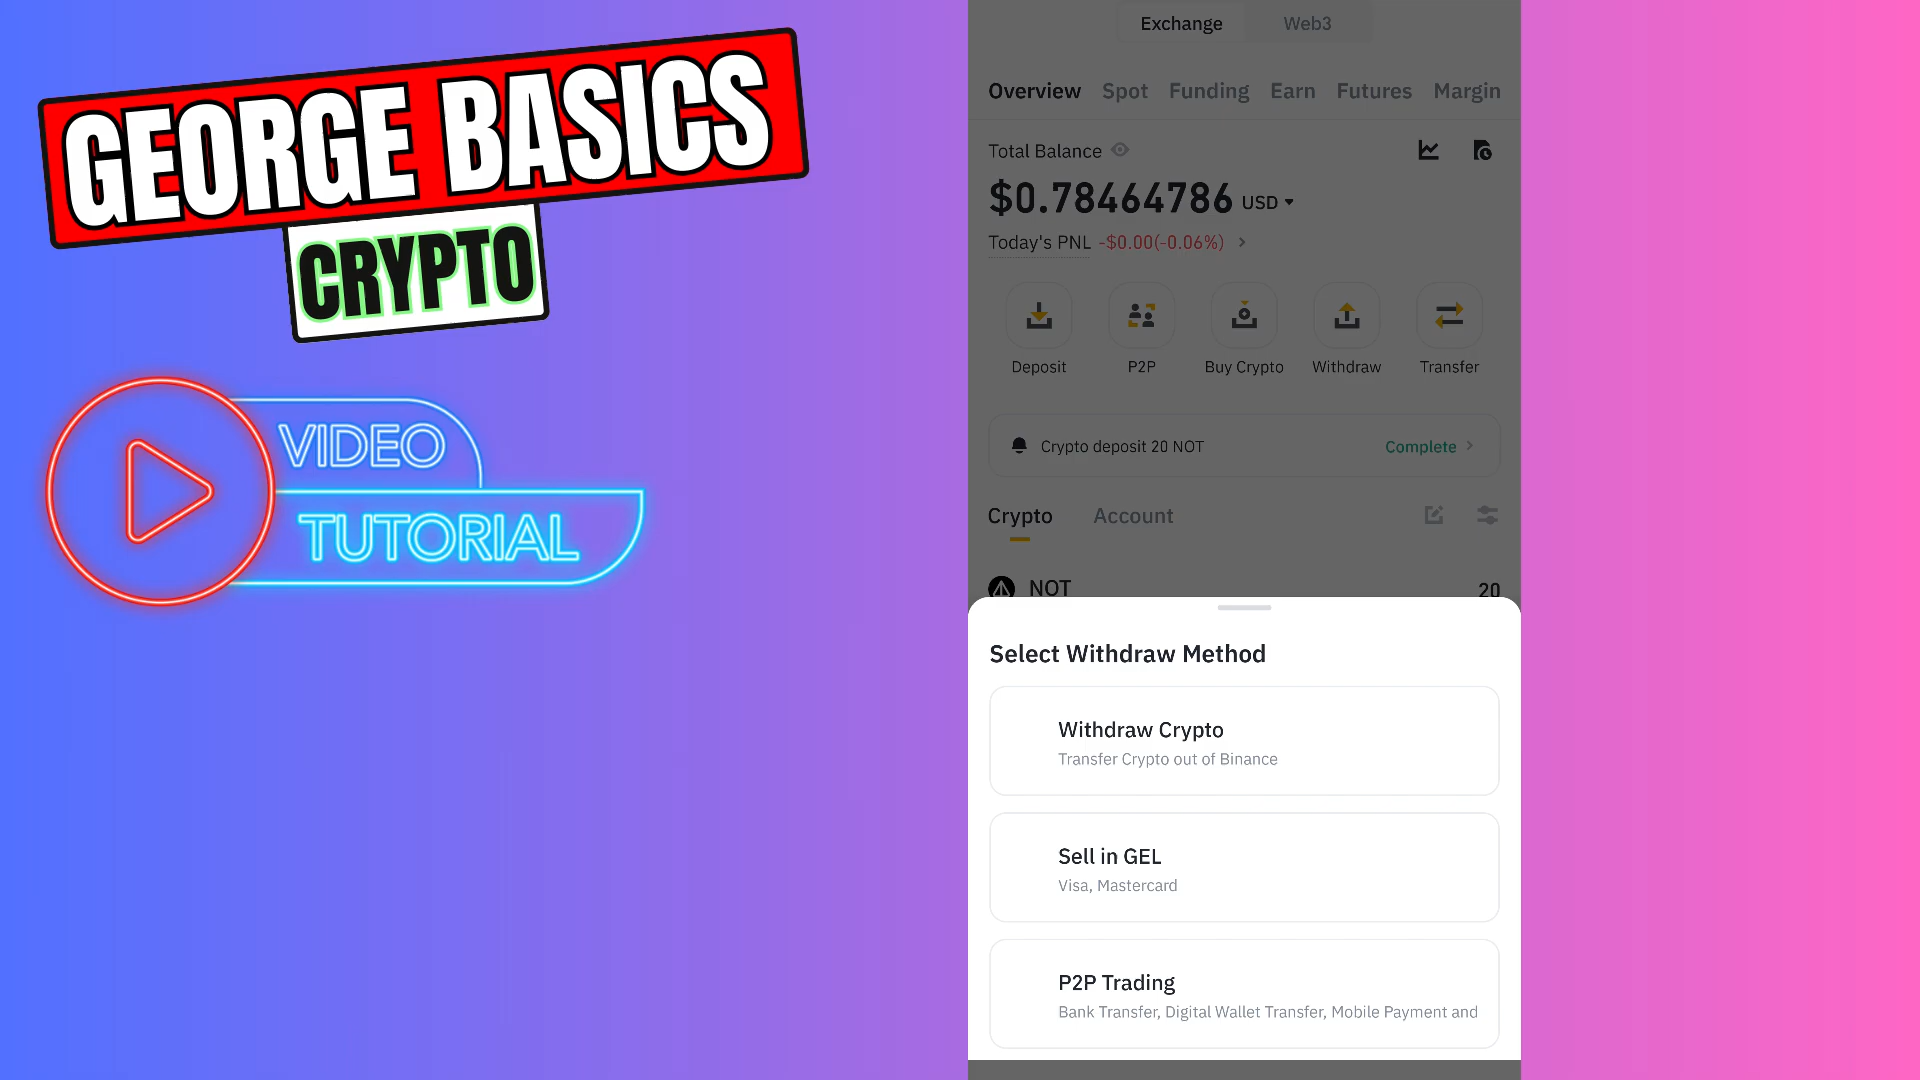 GEORGE BASICS
CRYPTO
VIDEO
TUTORIAL
Exchange Web3
Overview Spot Funding Earn Futures Margin
Total Balance
$0.78464786 USD
Today's PNL -$0.00(-0.06%)
Deposit P2P Buy Crypto Withdraw Transfer
Crypto deposit 20 NOT Complete
Crypto Account
NOT 20
Select Withdraw Method
Withdraw Crypto
Transfer Crypto out of Binance
Sell in GEL
Visa, Mastercard
P2P Trading
Bank Transfer, Digital Wallet Transfer, Mobile Payment and